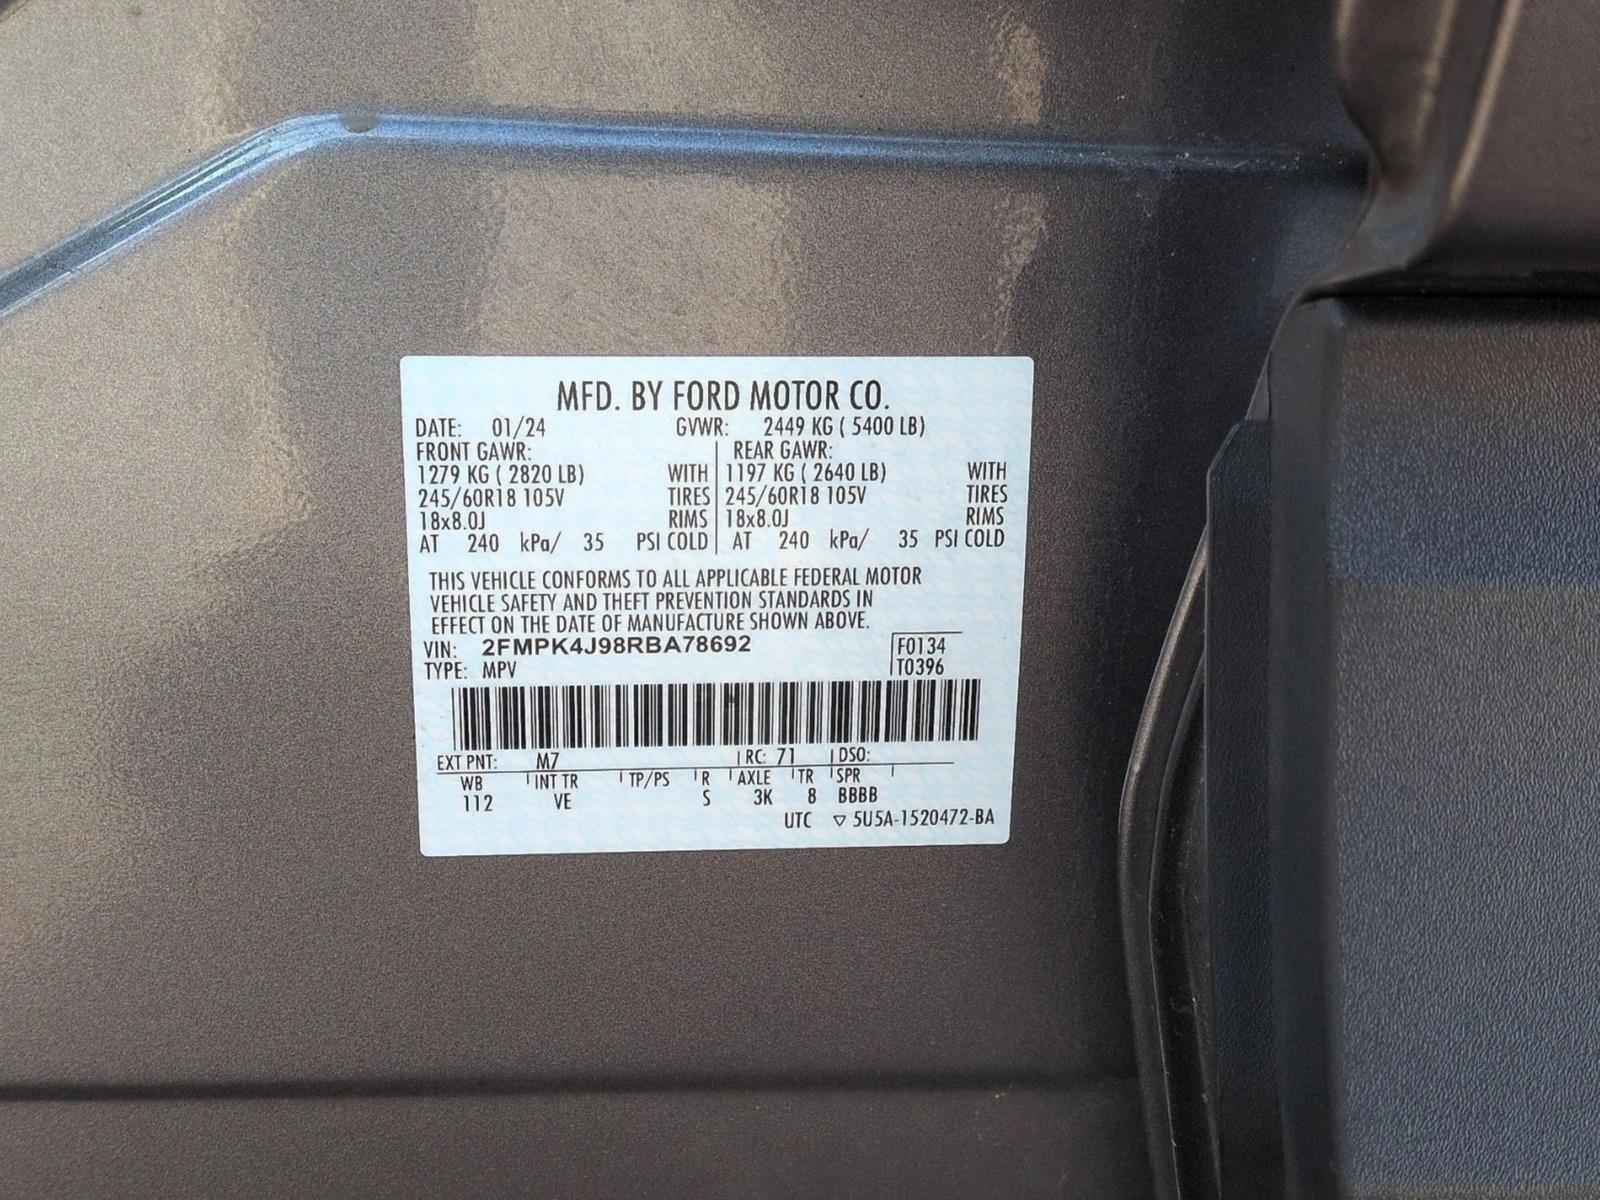 MFD. BY FORD MOTOR CO.
DATE: 01/24 GVWR: 2449 KG ( 5400 LB)
FRONT GAWR: REAR GAWR:
1279 KG ( 2820 LB) WITH 1197 KG ( 2640 LB) WITH
245/60R18 105V TIRES 245/60R18 105V TIRES
18x8.0J RIMS 18x8.0J RIMS
AT 240 kPa/ 35 PSI COLD AT 240 kPa/ 35 PSI COLD
THIS VEHICLE CONFORMS TO ALL APPLICABLE FEDERAL MOTOR
VEHICLE SAFETY AND THEFT PREVENTION STANDARDS IN
EFFECT ON THE DATE OF MANUFACTURE SHOWN ABOVE.
VIN: 2FMPK4J98RBA78692 F0134
TYPE: MPV T0396
EXT PNT: M7 RC: 71 DSO:
WB INT TR TP/PS R AXLE TR SPR
112 VE S 3K 8 BBBB
UTC ▽ 5U5A-1520472-BA